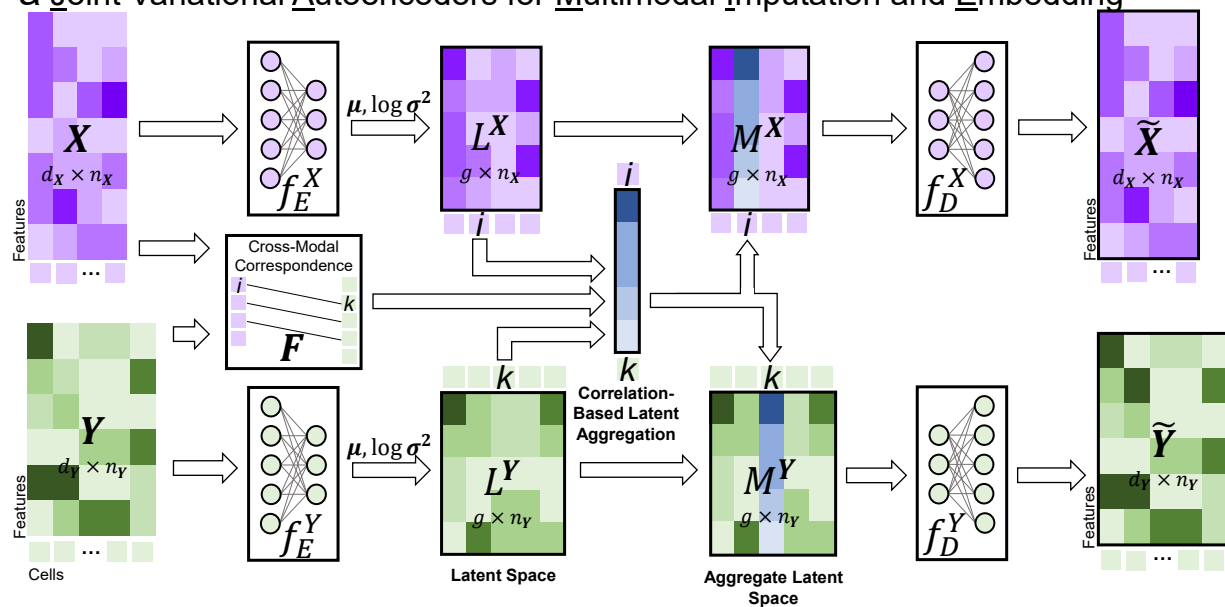 a Joint Variational Autoencoders for Multimodal Imputation and Embedding
X
d_X × n_X
Features
...
f_E^X
μ, log σ²
L^X
g × n_X
i
i
M^X
g × n_X
i
f_D^X
X̃
d_X × n_X
Features
...
Cross-Modal
Correspondence
i
k
F
Y
d_Y × n_Y
Features
...
Cells
f_E^Y
μ, log σ²
k
L^Y
g × n_Y
Latent Space
k
Correlation-
Based Latent
Aggregation
k
M^Y
g × n_Y
Aggregate Latent
Space
f_D^Y
Ỹ
d_Y × n_Y
Features
...